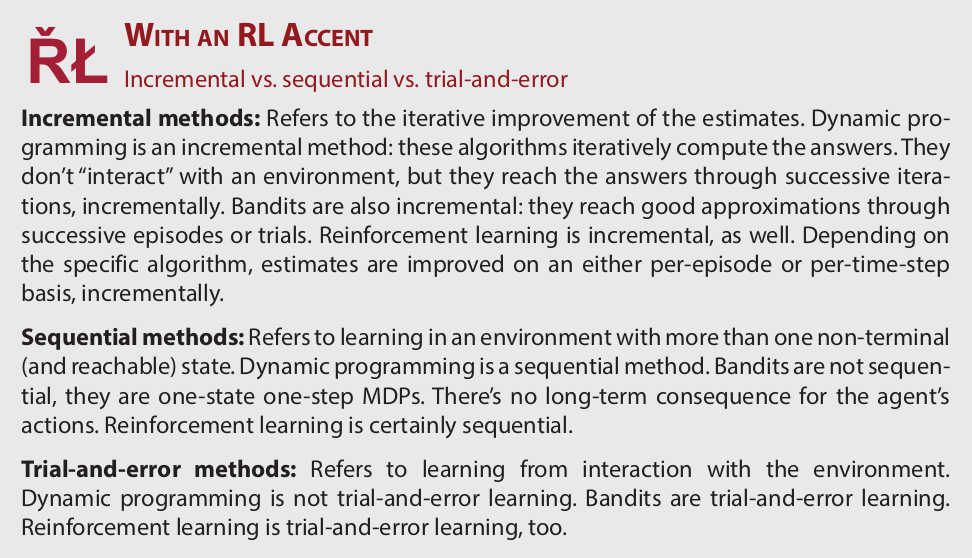 ŘŁ
WITH AN RL ACCENT
Incremental vs. sequential vs. trial-and-error
Incremental methods: Refers to the iterative improvement of the estimates. Dynamic pro-
gramming is an incremental method: these algorithms iteratively compute the answers. They
don’t “interact” with an environment, but they reach the answers through successive itera-
tions, incrementally. Bandits are also incremental: they reach good approximations through
successive episodes or trials. Reinforcement learning is incremental, as well. Depending on
the specific algorithm, estimates are improved on an either per-episode or per-time-step
basis, incrementally.
Sequential methods: Refers to learning in an environment with more than one non-terminal
(and reachable) state. Dynamic programming is a sequential method. Bandits are not sequen-
tial, they are one-state one-step MDPs. There’s no long-term consequence for the agent’s
actions. Reinforcement learning is certainly sequential.
Trial-and-error methods: Refers to learning from interaction with the environment.
Dynamic programming is not trial-and-error learning. Bandits are trial-and-error learning.
Reinforcement learning is trial-and-error learning, too.